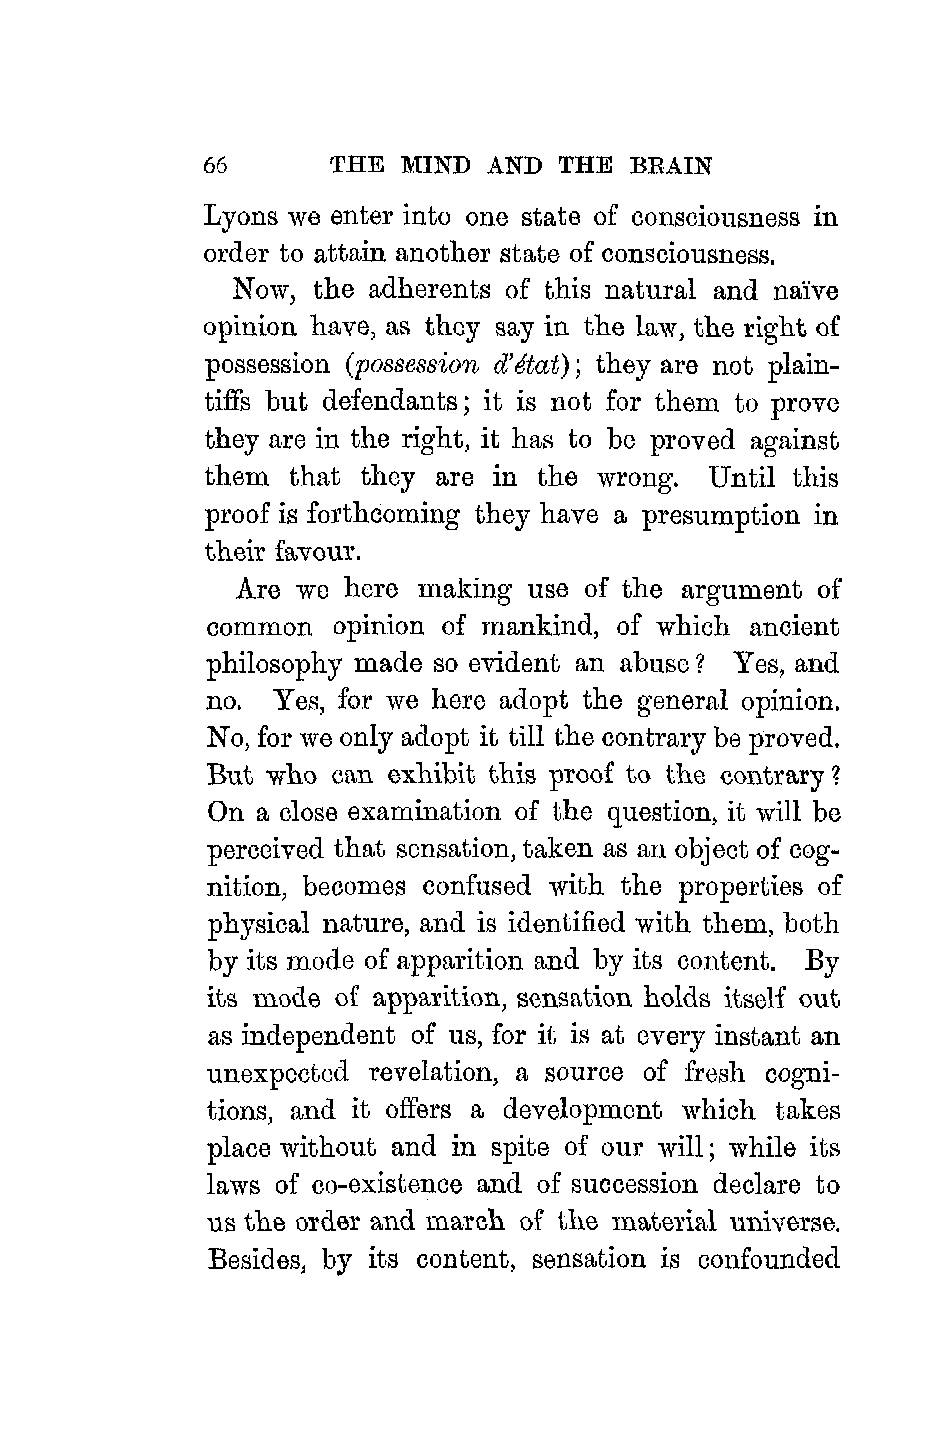 66 THE MIND AND THE BRAIN
Lyons we enter into one state of consciousness in
order to attain another state of consciousness.
Now, the adherents of this natural and naïve
opinion have, as they say in the law, the right of
possession (possession d'état); they are not plain-
tiffs but defendants; it is not for them to prove
they are in the right, it has to be proved against
them that they are in the wrong. Until this
proof is forthcoming they have a presumption in
their favour.
Are we here making use of the argument of
common opinion of mankind, of which ancient
philosophy made so evident an abuse? Yes, and
no. Yes, for we here adopt the general opinion.
No, for we only adopt it till the contrary be proved.
But who can exhibit this proof to the contrary?
On a close examination of the question, it will be
perceived that sensation, taken as an object of cog-
nition, becomes confused with the properties of
physical nature, and is identified with them, both
by its mode of apparition and by its content. By
its mode of apparition, sensation holds itself out
as independent of us, for it is at every instant an
unexpected revelation, a source of fresh cogni-
tions, and it offers a development which takes
place without and in spite of our will; while its
laws of co-existence and of succession declare to
us the order and march of the material universe.
Besides, by its content, sensation is confounded